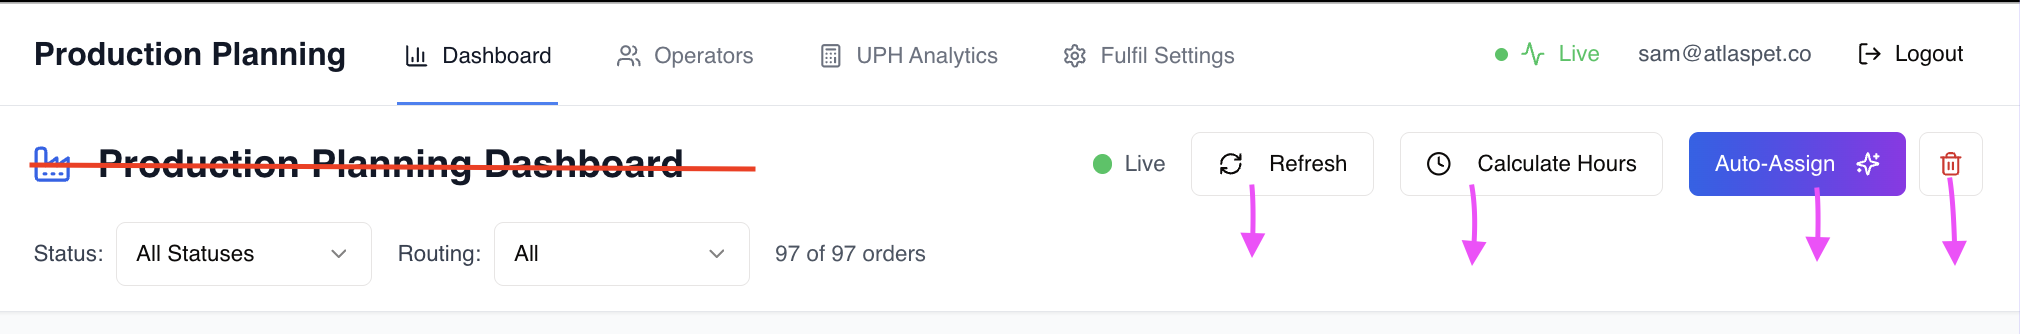 Production Planning Dashboard Operators UPH Analytics Fulfil Settings Live sam@atlaspet.co Logout
Production Planning Dashboard Live Refresh Calculate Hours Auto-Assign
Status: All Statuses Routing: All 97 of 97 orders